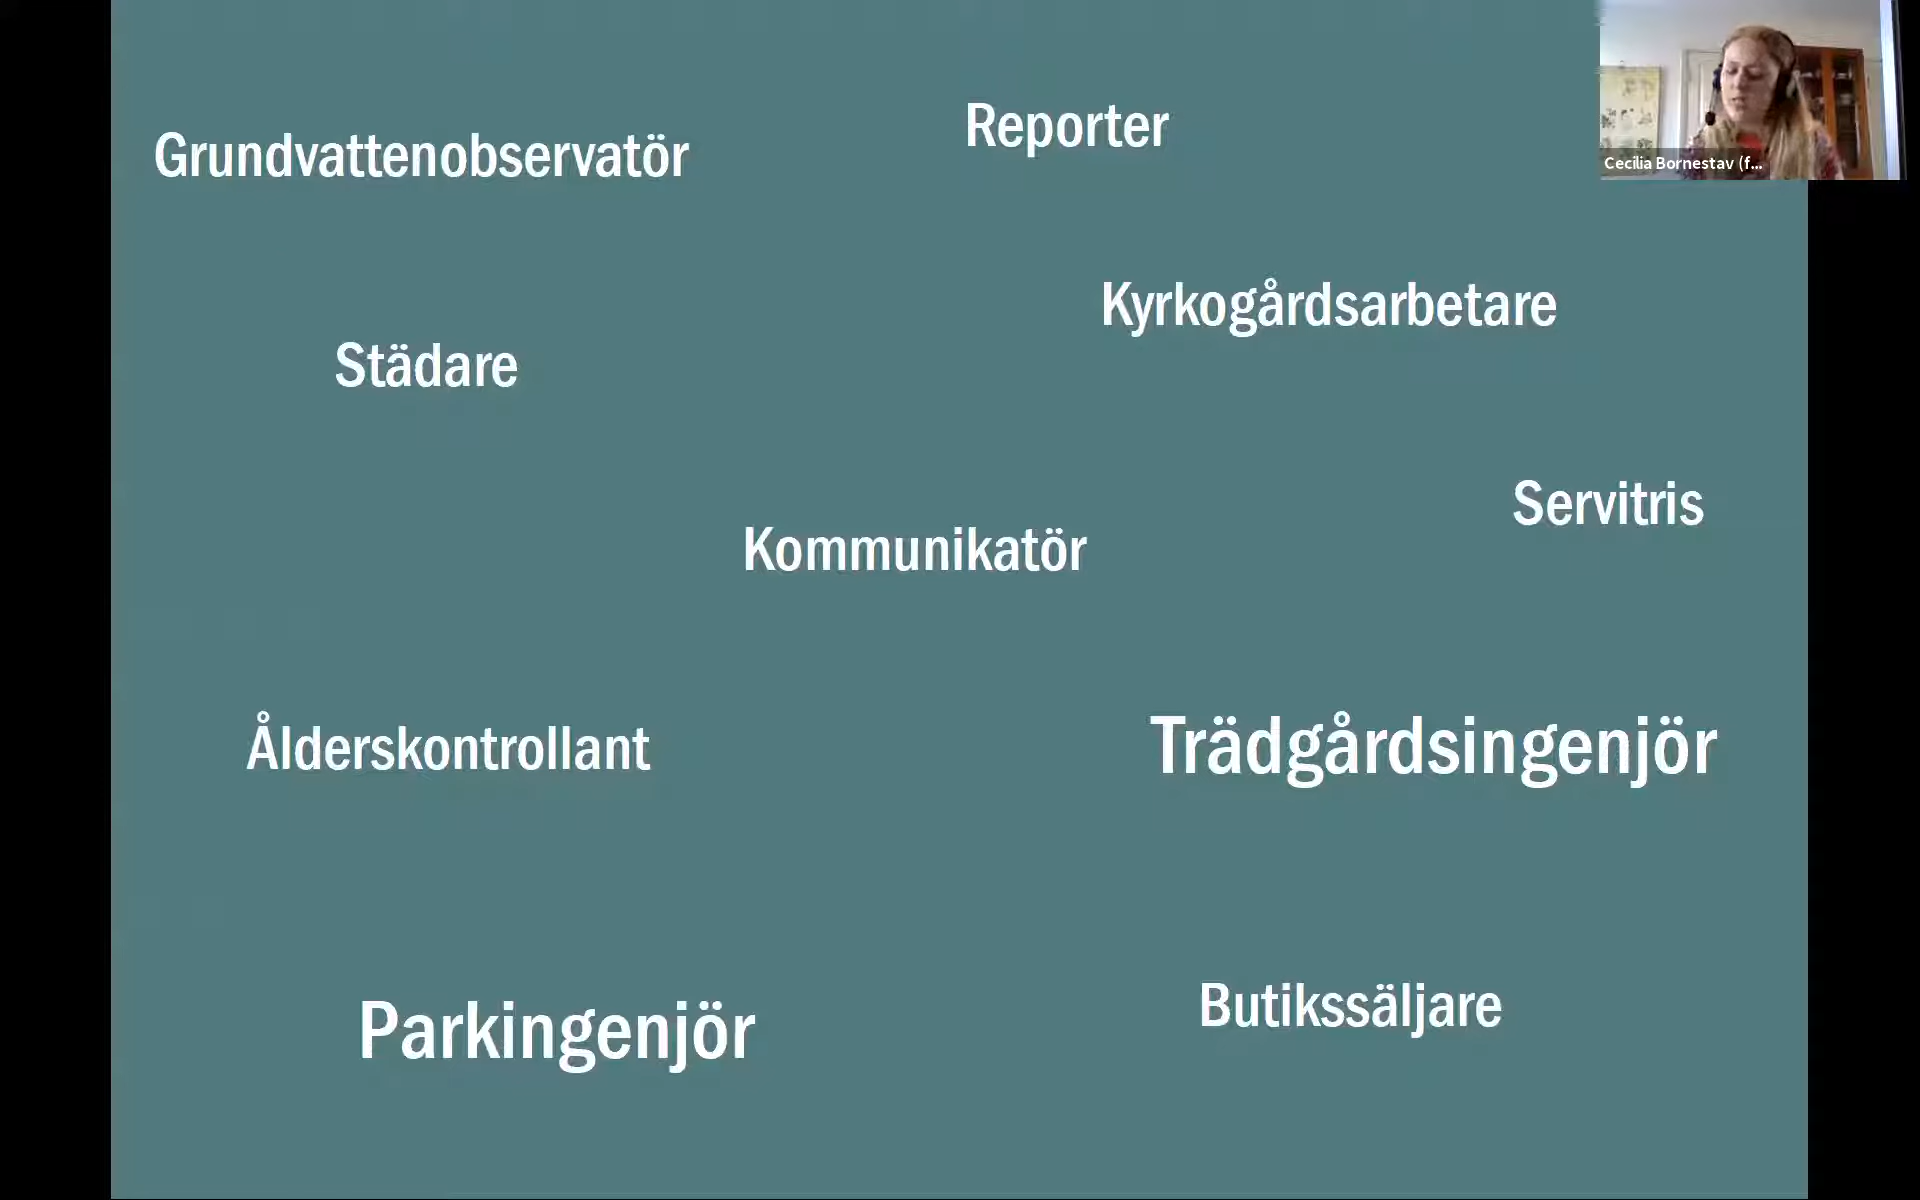 Reporter
Grundvattenobservatör
Cecilia Bornestav (f...
Kyrkogårdsarbetare
Städare
Servitris
Kommunikatör
Ålderskontrollant
Trädgårdsingenjör
Parkingenjör
Butikssäljare